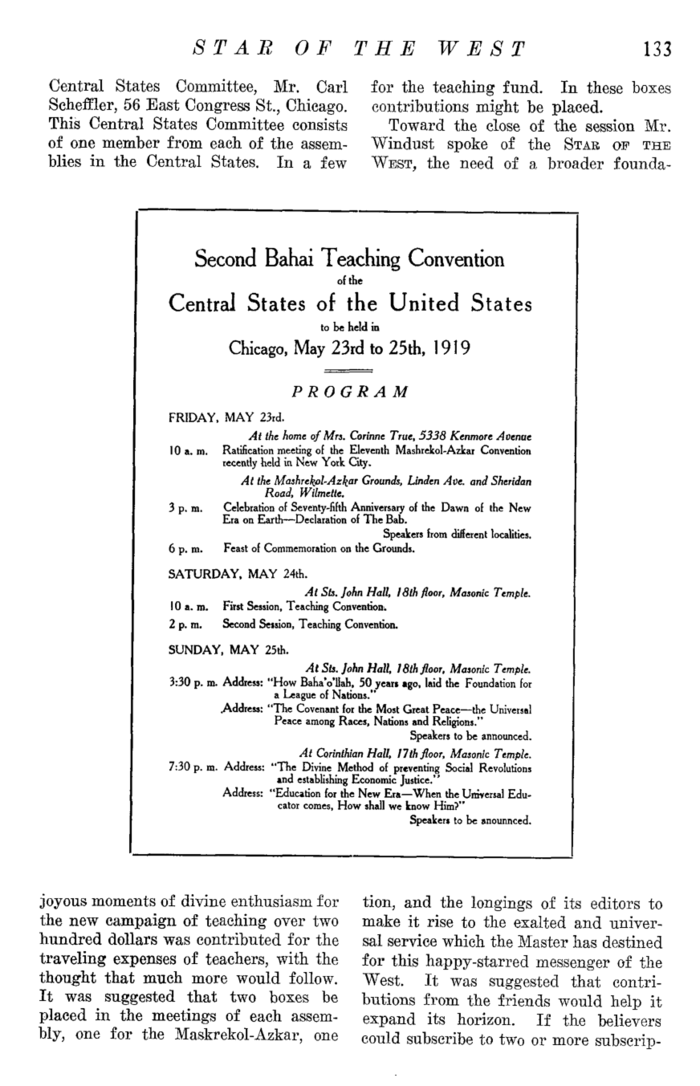 STAR OF THE WEST 133
Central States Committee, Mr. Carl
Scheffler, 56 East Congress St., Chicago.
This Central States Committee consists
of one member from each of the assem-
blies in the Central States. In a few
for the teaching fund. In these boxes
contributions might be placed.
Toward the close of the session Mr.
Windust spoke of the STAR OF THE
WEST, the need of a broader founda-
Second Bahai Teaching Convention
of the
Central States of the United States
to be held in
Chicago, May 23rd to 25th, 1919
PROGRAM
FRIDAY, MAY 23rd.
At the home of Mrs. Corinne True, 5338 Kenmore Avenue
10 a. m. Ratification meeting of the Eleventh Mashrekol-Azkar Convention
recently held in New York City.
At the Mashrekol-Azkar Grounds, Linden Ave. and Sheridan
Road, Wilmette.
3 p. m. Celebration of Seventy-fifth Anniversary of the Dawn of the New
Era on Earth—Declaration of The Bab.
Speakers from different localities.
6 p. m. Feast of Commemoration on the Grounds.
SATURDAY, MAY 24th.
At Sts. John Hall, 18th floor, Masonic Temple.
10 a. m. First Session, Teaching Convention.
2 p. m. Second Session, Teaching Convention.
SUNDAY, MAY 25th.
At Sts. John Hall, 18th floor, Masonic Temple.
3:30 p. m. Address: "How Baha'o'llah, 50 years ago, laid the Foundation for
a League of Nations."
Address: "The Covenant for the Most Great Peace—the Universal
Peace among Races, Nations and Religions."
Speakers to be announced.
At Corinthian Hall, 17th floor, Masonic Temple.
7:30 p. m. Address: "The Divine Method of preventing Social Revolutions
and establishing Economic Justice."
Address: "Education for the New Era—When the Universal Edu-
cator comes, How shall we know Him?"
Speakers to be anounnced.
joyous moments of divine enthusiasm for
the new campaign of teaching over two
hundred dollars was contributed for the
traveling expenses of teachers, with the
thought that much more would follow.
It was suggested that two boxes be
placed in the meetings of each assem-
bly, one for the Maskrekol-Azkar, one
tion, and the longings of its editors to
make it rise to the exalted and univer-
sal service which the Master has destined
for this happy-starred messenger of the
West. It was suggested that contri-
butions from the friends would help it
expand its horizon. If the believers
could subscribe to two or more subscrip-